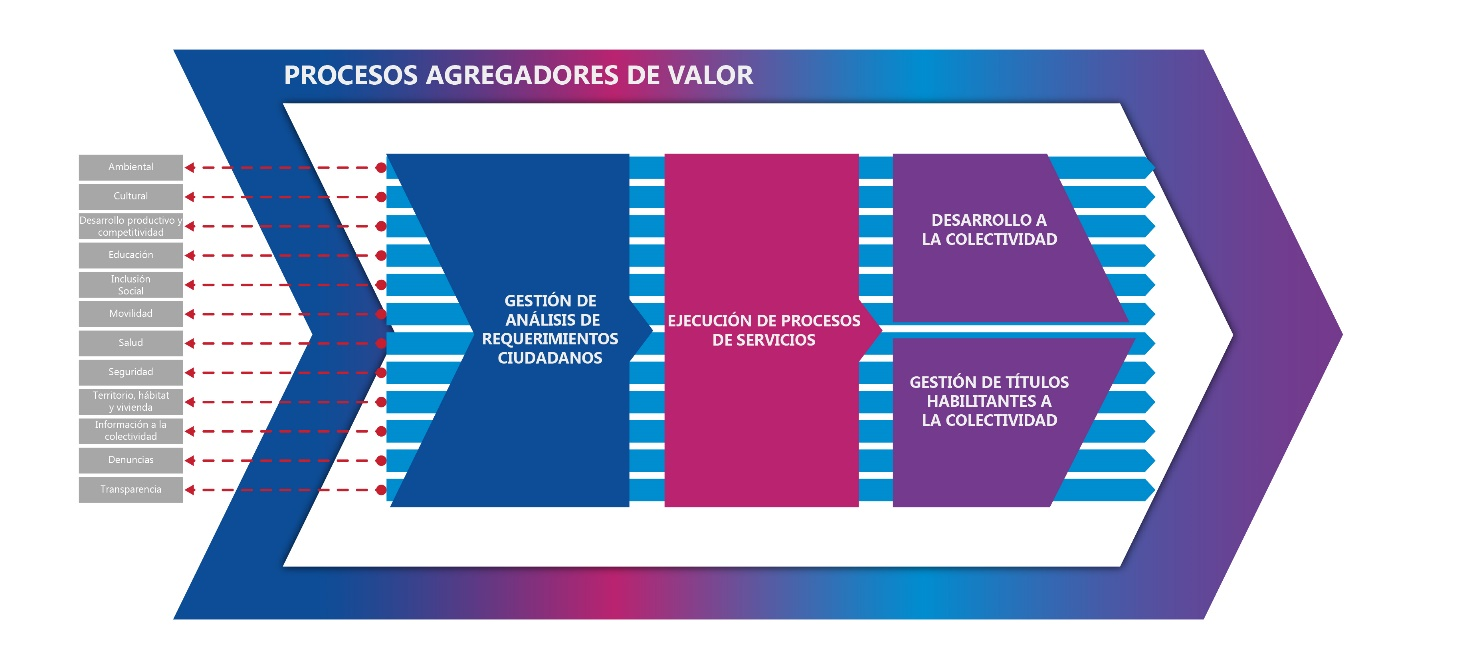 PROCESOS AGREGADORES DE VALOR
Ambiental
Cultural
Desarrollo productivo y
competitividad
Educación
Inclusión
Social
Movilidad
Salud
Seguridad
Territorio, hábitat
y vivienda
Información a la
colectividad
Denuncias
Transparencia
GESTIÓN DE
ANÁLISIS DE
REQUERIMIENTOS
CIUDADANOS
EJECUCIÓN DE PROCESOS
DE SERVICIOS
DESARROLLO A
LA COLECTIVIDAD
GESTIÓN DE TÍTULOS
HABILITANTES A
LA COLECTIVIDAD